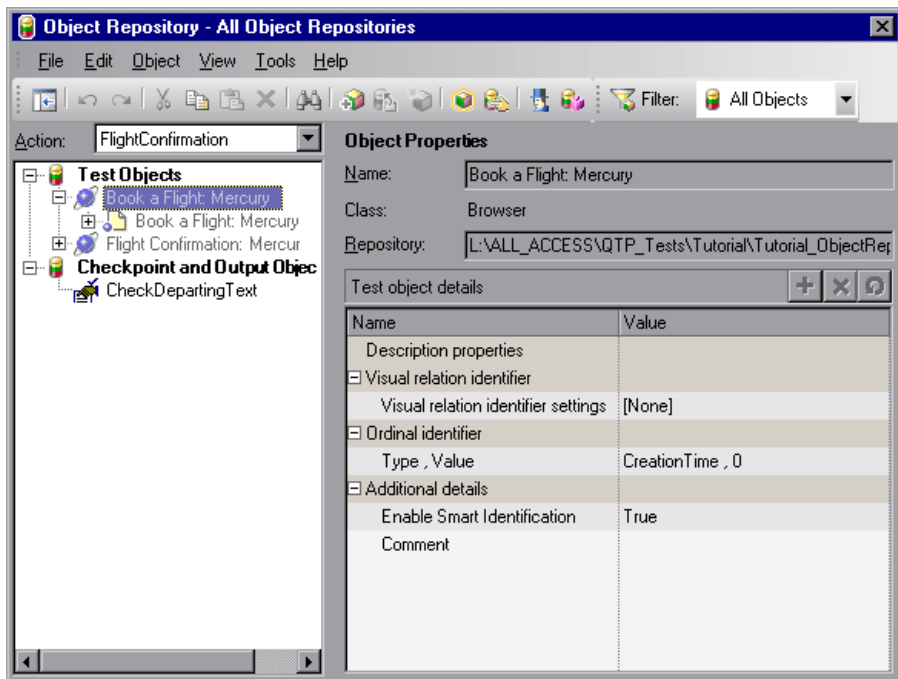 Object Repository - All Object Repositories
File Edit Object View Tools Help
Filter: All Objects
Action: FlightConfirmation
Test Objects
Book a Flight: Mercury
Book a Flight: Mercury
Flight Confirmation: Mercur
Checkpoint and Output Objec
CheckDepartingText
Object Properties
Name: Book a Flight: Mercury
Class: Browser
Repository: L:\ALL_ACCESS\QTP_Tests\Tutorial\Tutorial_ObjectRep
Test object details
Name Value
Description properties
Visual relation identifier
Visual relation identifier settings [None]
Ordinal identifier
Type , Value CreationTime , 0
Additional details
Enable Smart Identification True
Comment